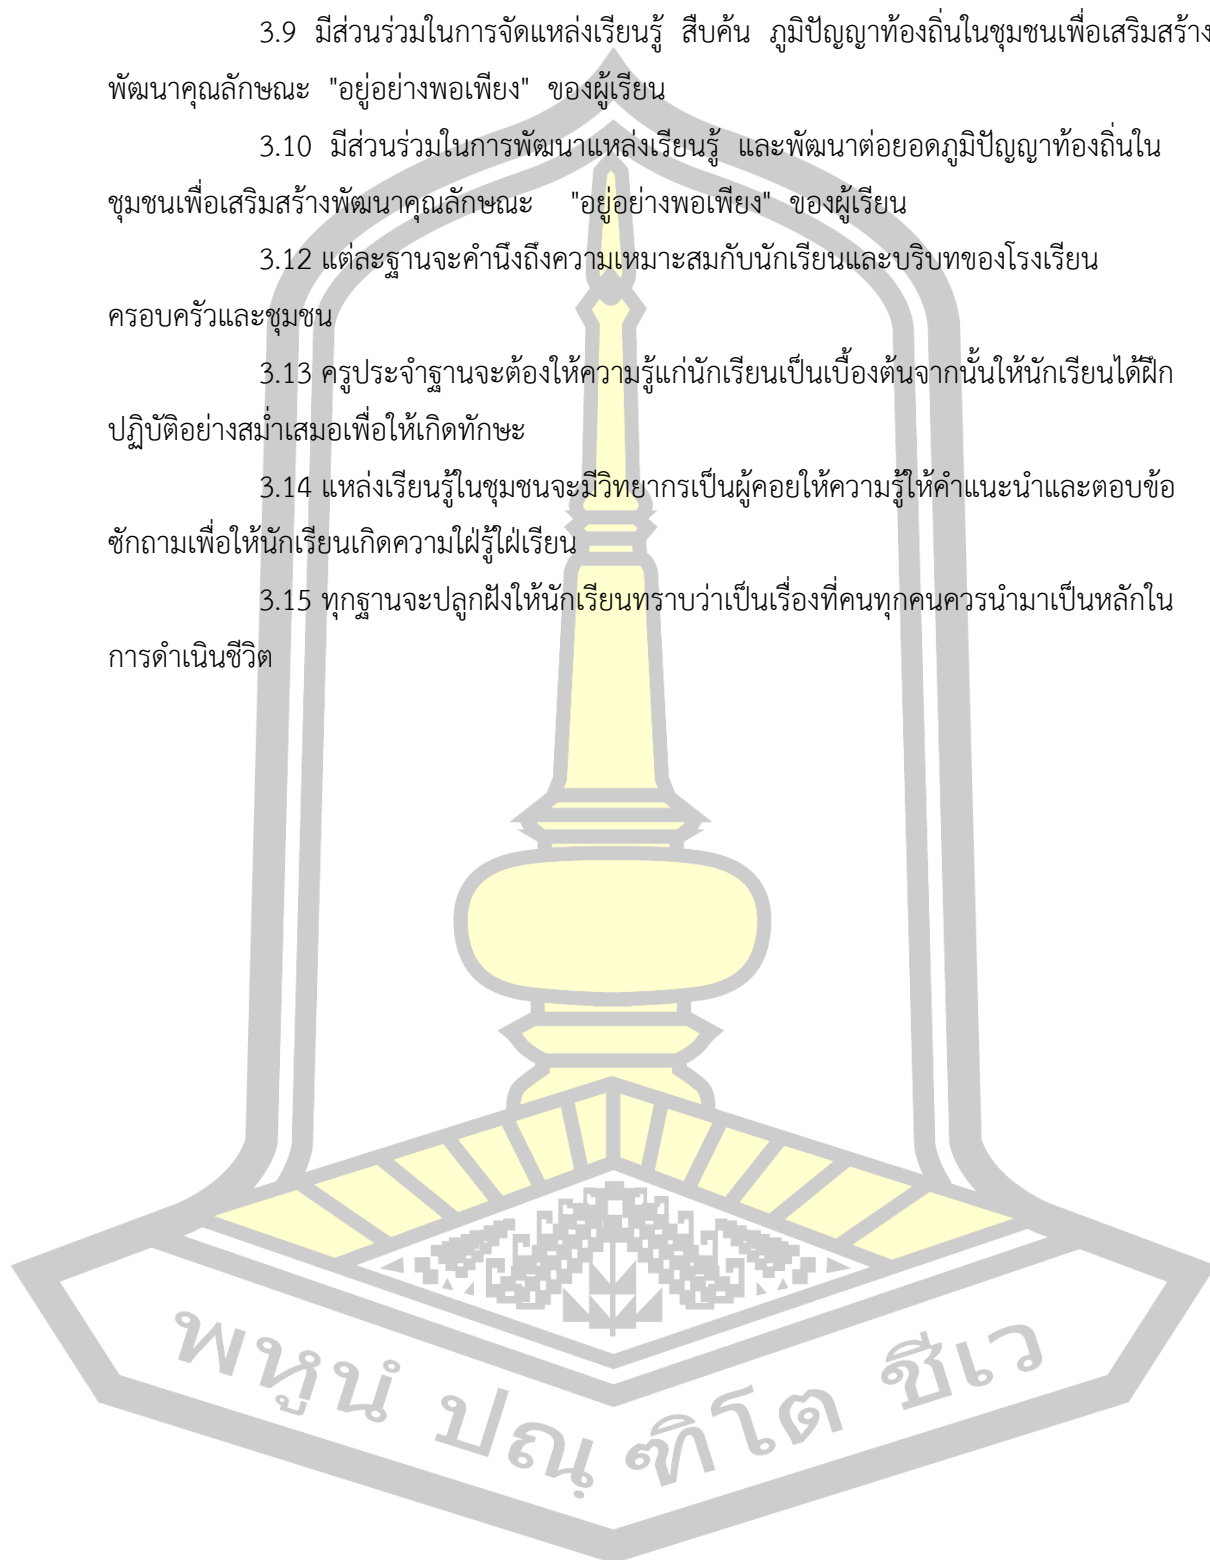 3.9 มีส่วนร่วมในการจัดแหล่งเรียนรู้ สืบค้น ภูมิปัญญาท้องถิ่นในชุมชนเพื่อเสริมสร้าง
พัฒนาคุณลักษณะ "อยู่อย่างพอเพียง" ของผู้เรียน
3.10 มีส่วนร่วมในการพัฒนาแหล่งเรียนรู้ และพัฒนาต่อยอดภูมิปัญญาท้องถิ่นใน
ชุมชนเพื่อเสริมสร้างพัฒนาคุณลักษณะ "อยู่อย่างพอเพียง" ของผู้เรียน
3.12 แต่ละฐานจะคำนึงถึงความเหมาะสมกับนักเรียนและบริบทของโรงเรียน
ครอบครัวและชุมชน
3.13 ครูประจำฐานจะต้องให้ความรู้แก่นักเรียนเป็นเบื้องต้นจากนั้นให้นักเรียนได้ฝึก
ปฏิบัติอย่างสม่ำเสมอเพื่อให้เกิดทักษะ
3.14 แหล่งเรียนรู้ในชุมชนจะมีวิทยากรเป็นผู้คอยให้ความรู้ให้คำแนะนำและตอบข้อ
ซักถามเพื่อให้นักเรียนเกิดความใฝ่รู้ใฝ่เรียน
3.15 ทุกฐานจะปลูกฝังให้นักเรียนทราบว่าเป็นเรื่องที่คนทุกคนควรนำมาเป็นหลักใน
การดำเนินชีวิต
พหูนํ ปณฺ ฑิโต ชีเว